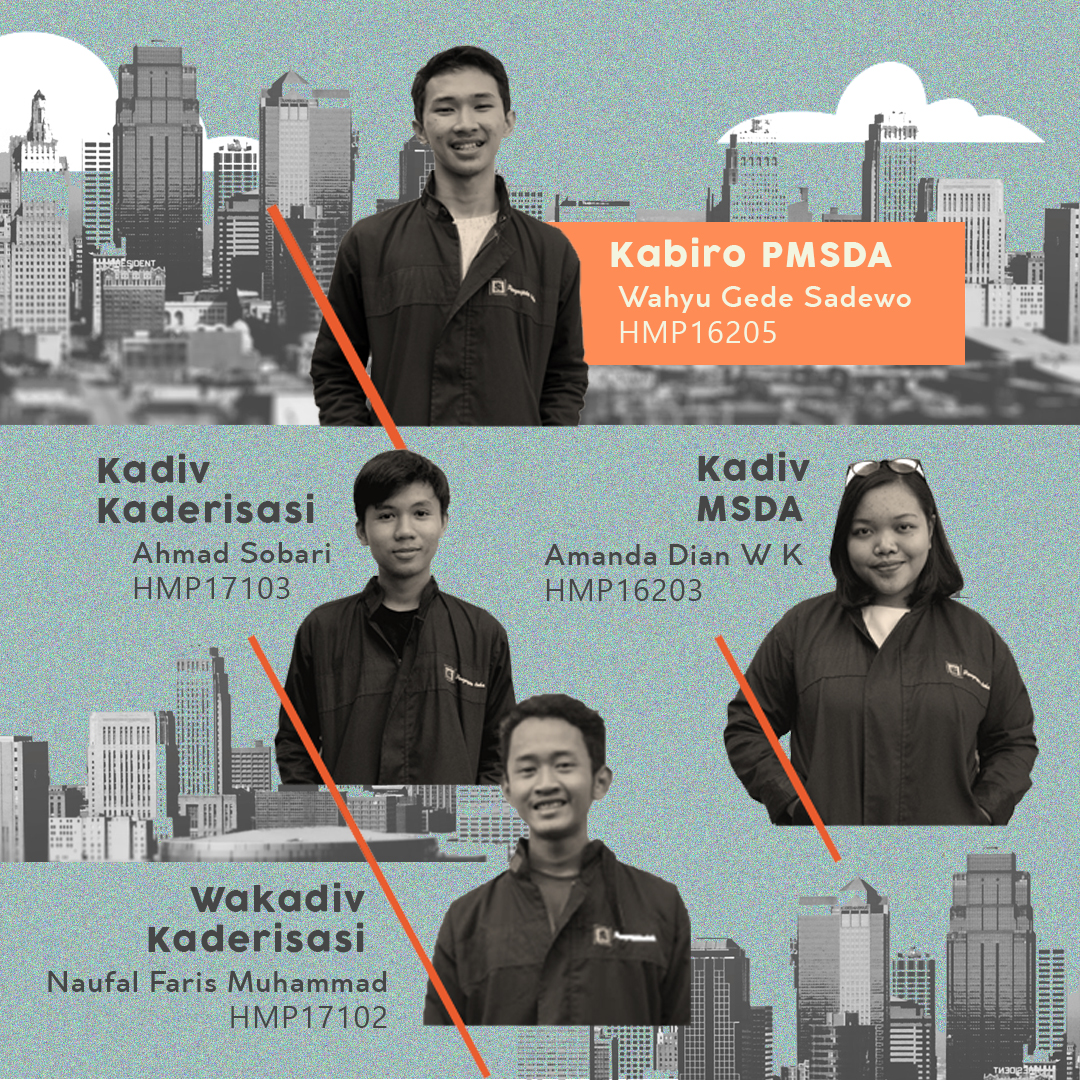 Kabiro PMSDA
Wahyu Gede Sadewo
HMP16205
Kadiv
Kaderisasi
Ahmad Sobari
HMP17103
Kadiv
MSDA
Amanda Dian W K
HMP16203
Wakadiv
Kaderisasi
Naufal Faris Muhammad
HMP17102